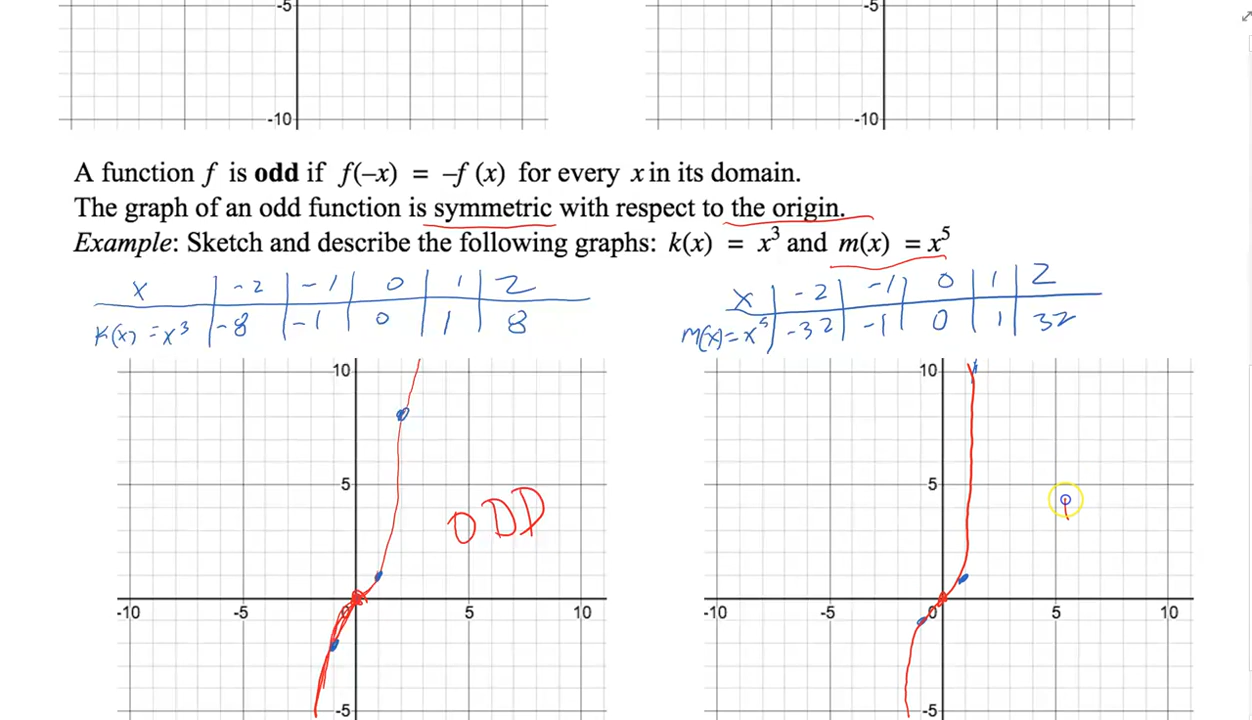 -5 -5
-10 -10
A function f is odd if f(–x) = –f (x) for every x in its domain.
The graph of an odd function is symmetric with respect to the origin.
Example: Sketch and describe the following graphs: k(x) = x³ and m(x) = x⁵
x -2 -1 0 1 2
k(x) = x³ -8 -1 0 1 8
x -2 -1 0 1 2
m(x) = x⁵ -32 -1 0 1 32
10
5
ODD
-10 -5 0 5 10
-5
10
5
-10 -5 0 5 10
-5